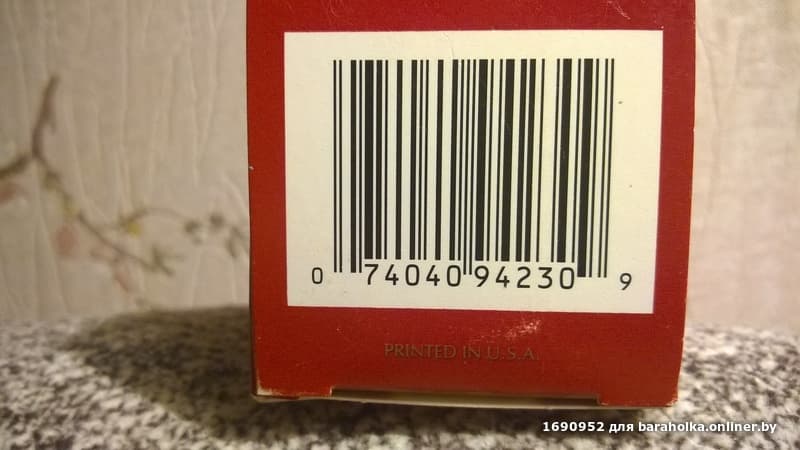 0 74040 94230 9
PRINTED IN U.S.A.
1690952 для baraholka.onliner.by